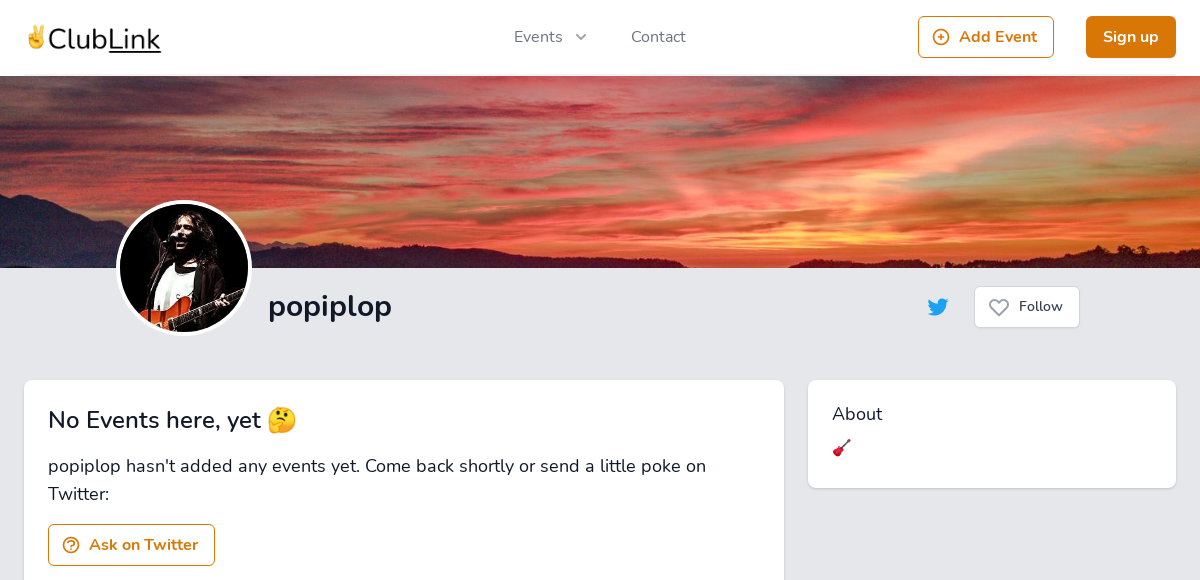 ✌️ClubLink
Events
Contact
Add Event
Sign up
popiplop
Follow
No Events here, yet 🤔
popiplop hasn't added any events yet. Come back shortly or send a little poke on
Twitter:
Ask on Twitter
About
🎸